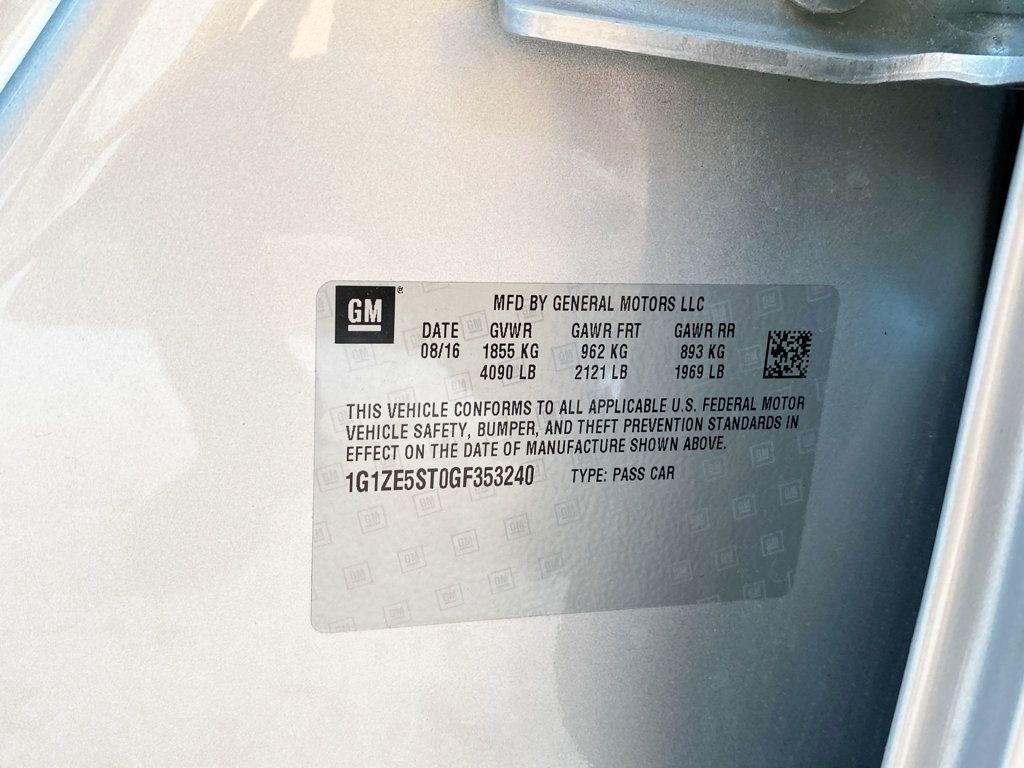 GM®
MFD BY GENERAL MOTORS LLC
DATE GVWR GAWR FRT GAWR RR
08/16 1855 KG 962 KG 893 KG
4090 LB 2121 LB 1969 LB
THIS VEHICLE CONFORMS TO ALL APPLICABLE U.S. FEDERAL MOTOR
VEHICLE SAFETY, BUMPER, AND THEFT PREVENTION STANDARDS IN
EFFECT ON THE DATE OF MANUFACTURE SHOWN ABOVE.
1G1ZE5ST0GF353240 TYPE: PASS CAR